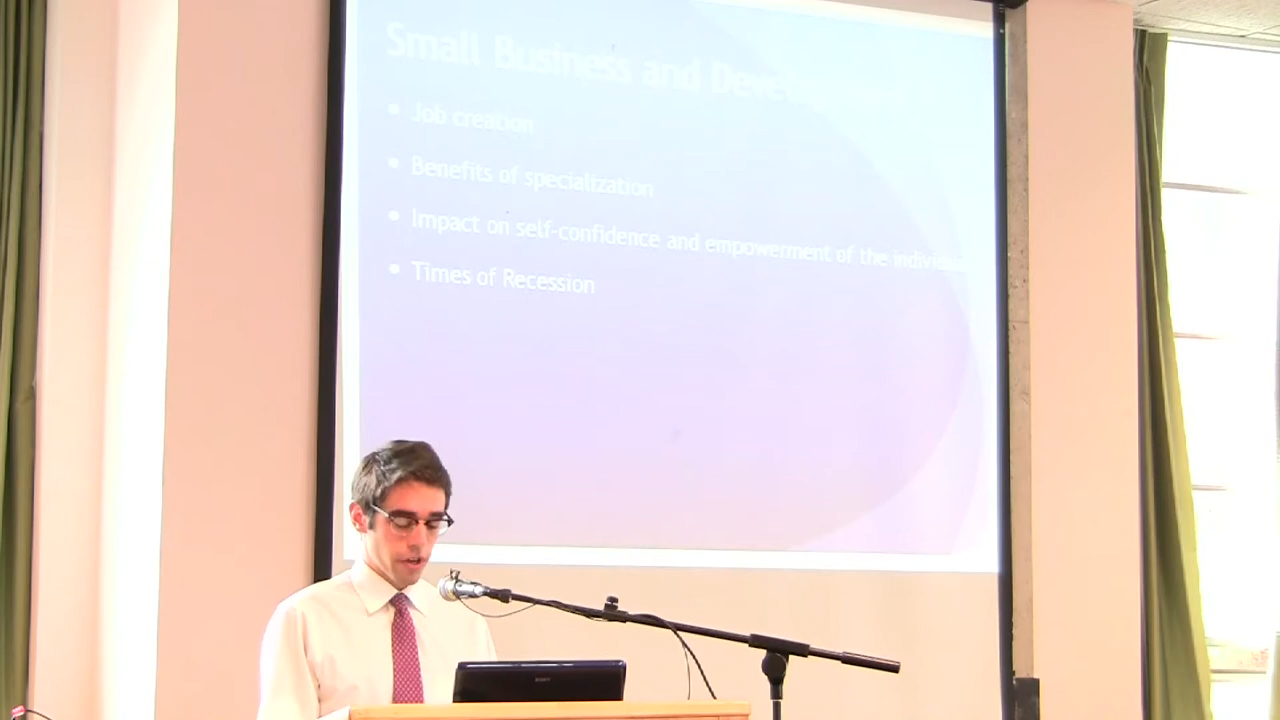 Small Business and
• Job creation
• Benefits of specialization
• Impact on self-confidence and empowerment of the
• Times of Recession
SONY